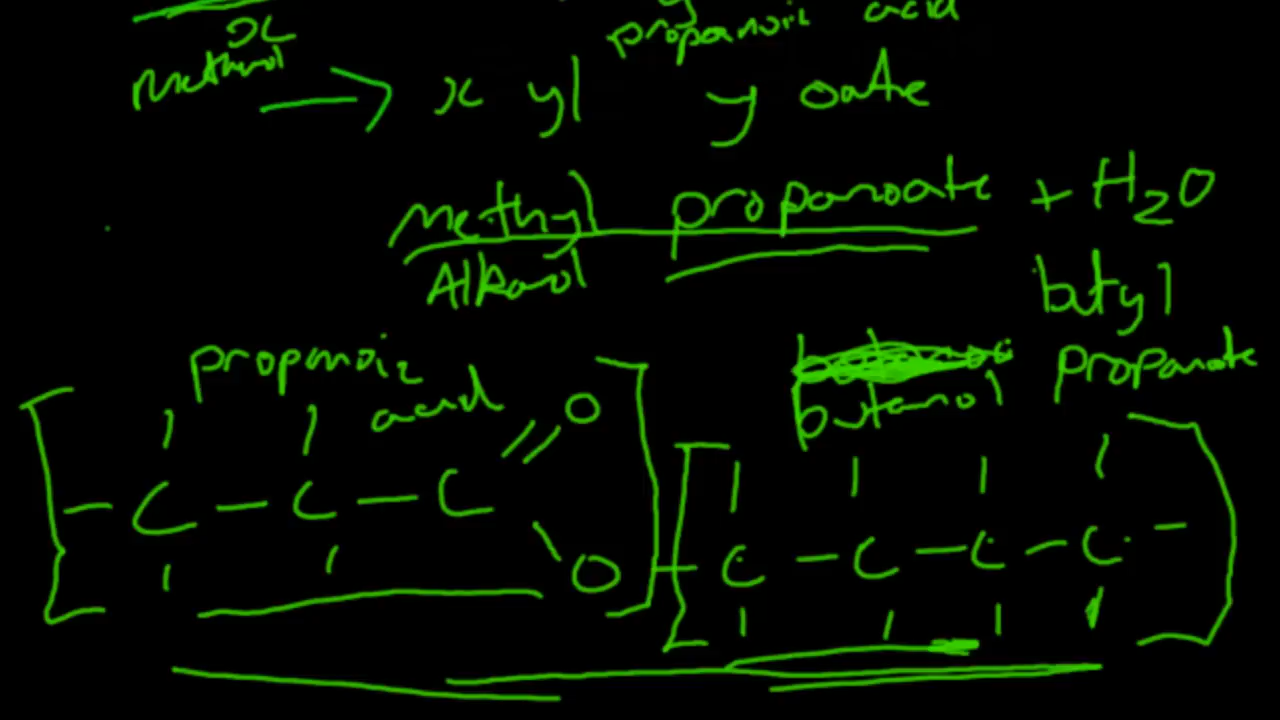 x
propanoic acid
Methanol → x yl y oate
methyl propanoate + H2O
Alkanol
butyl
propanoic acid
propanoate
butanol
C - C - C = O
O - C - C - C - C -